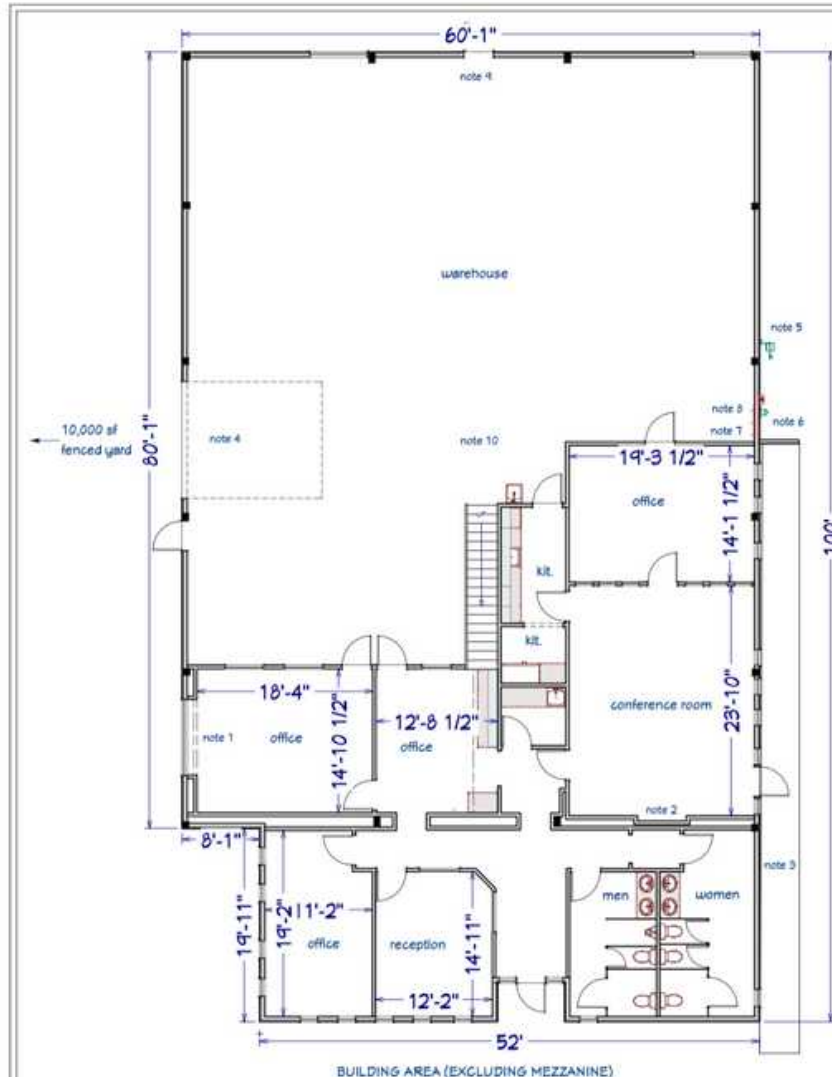 60'-1"
note 9
warehouse
note 5
note 8
note 6
note 7
10,000 sf
fenced yard
note 4
note 10
80'-1"
100'
19'-3 1/2"
office
14'-1 1/2"
kit.
kit.
conference room
23'-10"
18'-4"
note 1
office
14'-10 1/2"
12'-8 1/2"
office
note 2
8'-1"
note 3
19'-11"
19'-2"
11'-2"
office
reception
14'-11"
12'-2"
men
women
52'
BUILDING AREA (EXCLUDING MEZZANINE)